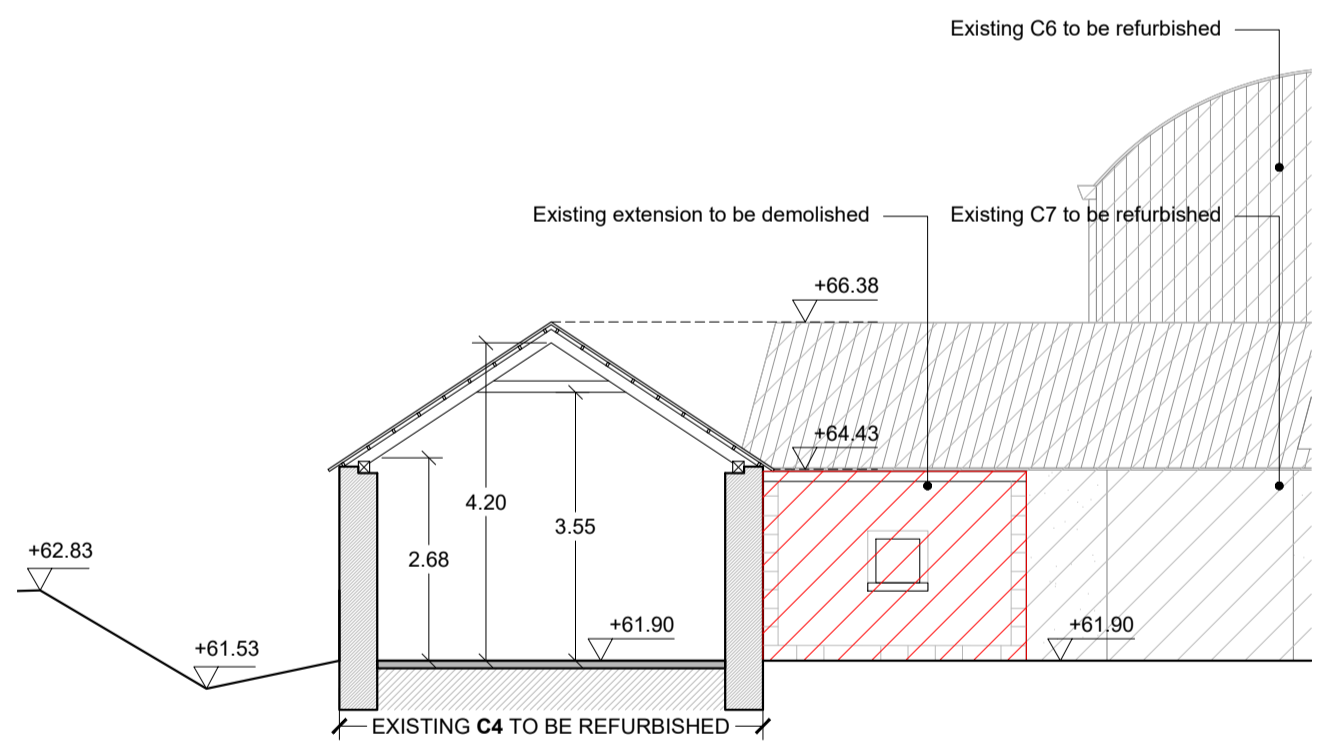 Existing C6 to be refurbished
Existing extension to be demolished
Existing C7 to be refurbished
+66.38
+64.43
4.20
3.55
2.68
+62.83
+61.90
+61.90
+61.53
EXISTING C4 TO BE REFURBISHED